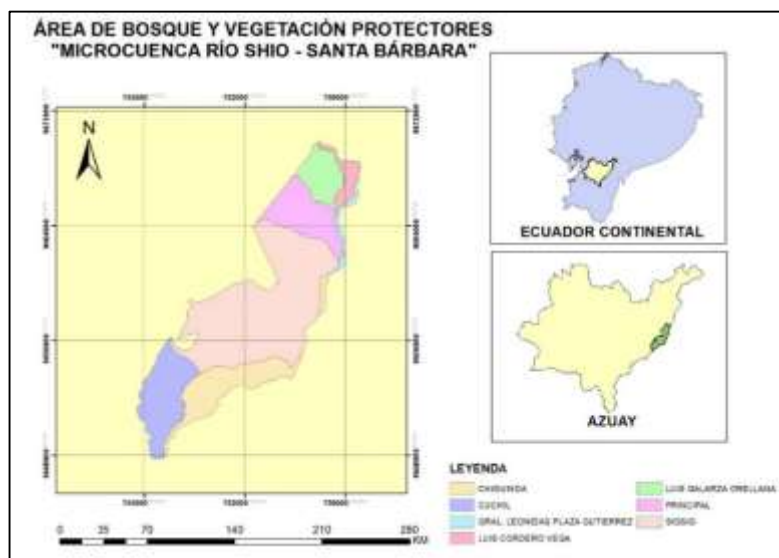 ÁREA DE BOSQUE Y VEGETACIÓN PROTECTORES
"MICROCUENCA RÍO SHIO - SANTA BÁRBARA"
N
ECUADOR CONTINENTAL
AZUAY
LEYENDA
CHIGUINDA
CUCHIL
GRAL. LEONIDAS PLAZA GUTIERREZ
LUIS CORDERO VEGA
LUIS GALARZA ORELLANA
PRINCIPAL
SIGSIG
0 35 70 140 210 280
KM